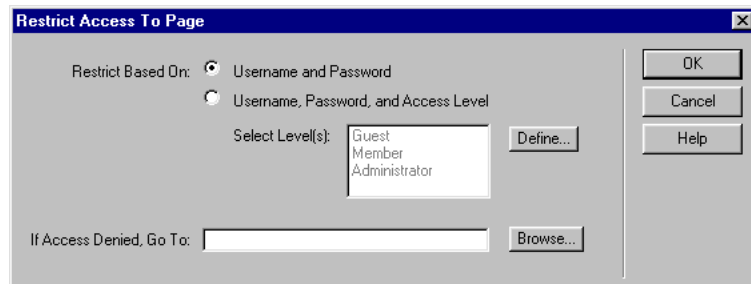 Restrict Access To Page
Restrict Based On: Username and Password
Username, Password, and Access Level
Select Level(s): Guest
Member
Administrator
Define...
If Access Denied, Go To: Browse...
OK
Cancel
Help